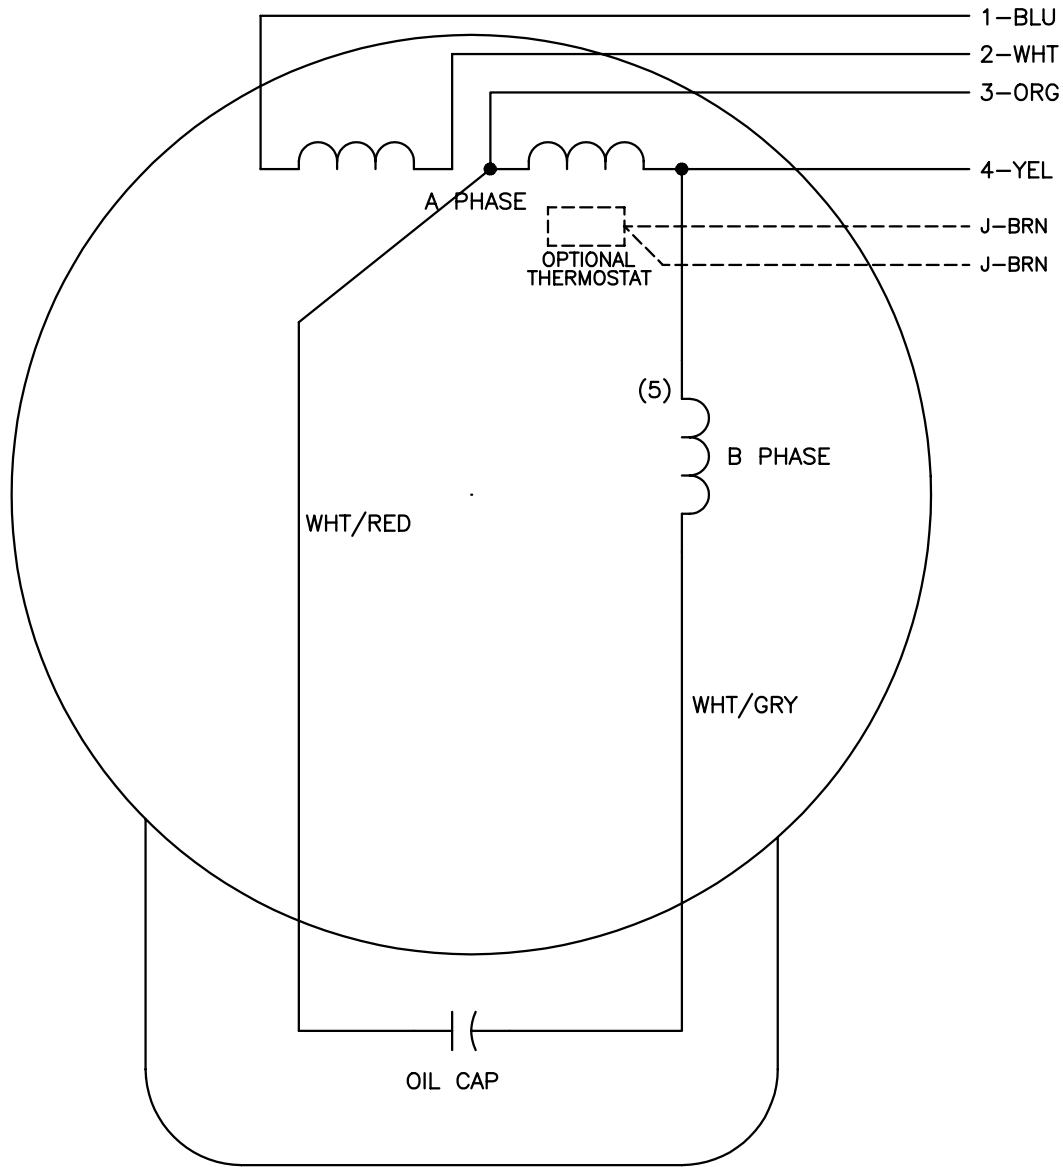 1-BLU
2-WHT
3-ORG
4-YEL
A PHASE
J-BRN
OPTIONAL
THERMOSTAT
J-BRN
(5)
B PHASE
WHT/RED
WHT/GRY
OIL CAP